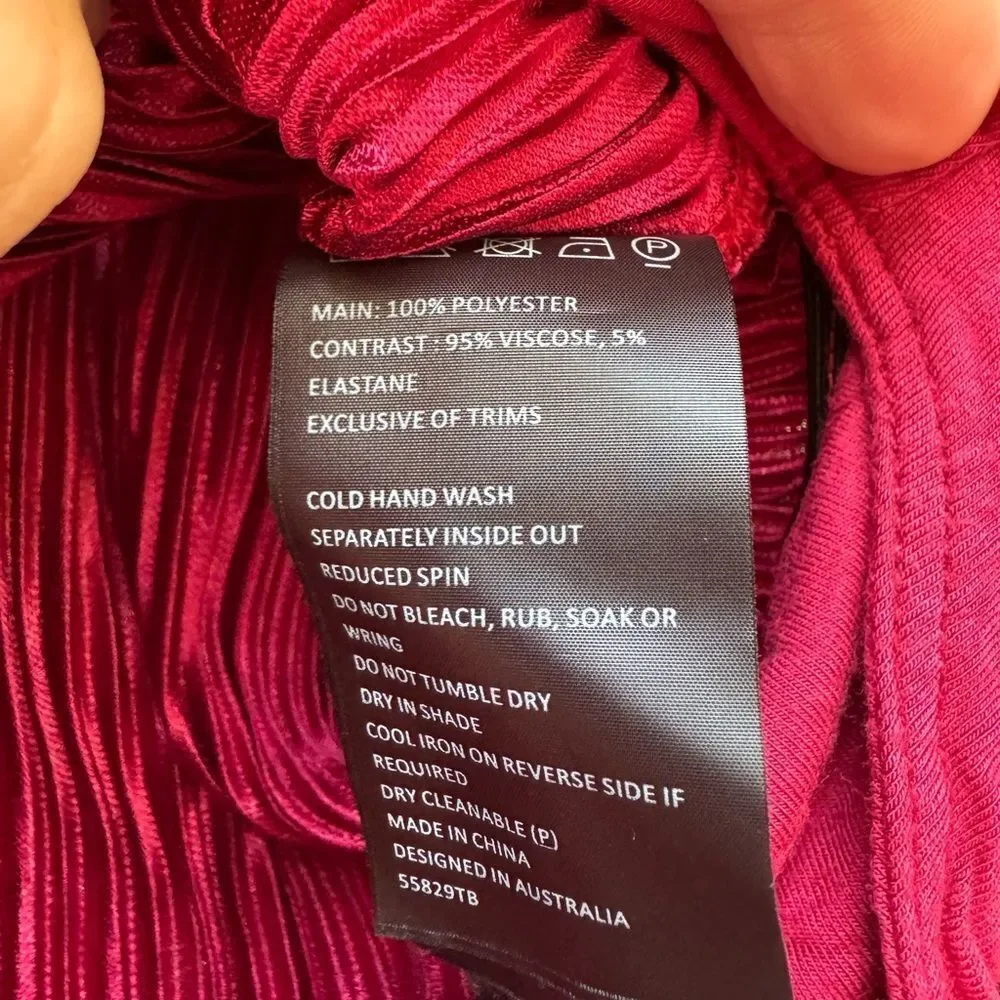 P
MAIN: 100% POLYESTER
CONTRAST : 95% VISCOSE, 5%
ELASTANE
EXCLUSIVE OF TRIMS
COLD HAND WASH
SEPARATELY INSIDE OUT
REDUCED SPIN
DO NOT BLEACH, RUB, SOAK OR
WRING
DO NOT TUMBLE DRY
DRY IN SHADE
COOL IRON ON REVERSE SIDE IF
REQUIRED
DRY CLEANABLE (P)
MADE IN CHINA
DESIGNED IN AUSTRALIA
55829TB